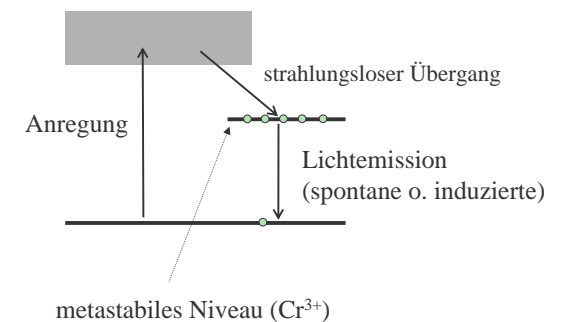 strahlungsloser Übergang
Anregung
Lichtemission
(spontane o. induzierte)
metastabiles Niveau (Cr³⁺)